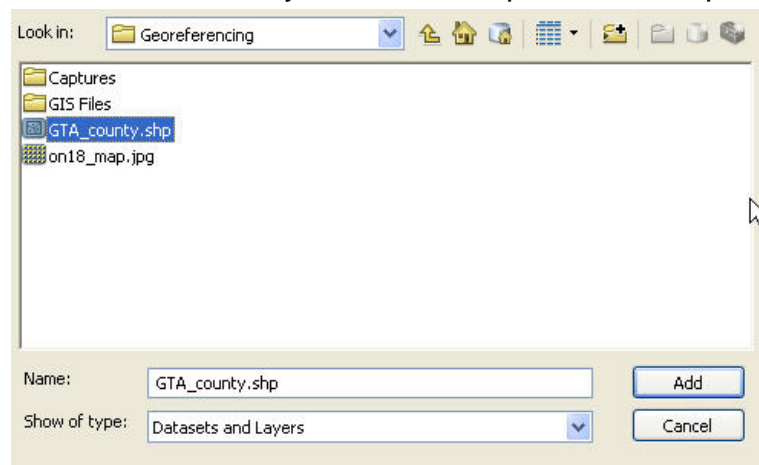 Look in: Georeferencing
Captures
GIS Files
GTA_county.shp
on18_map.jpg
Name: GTA_county.shp Add
Show of type: Datasets and Layers Cancel